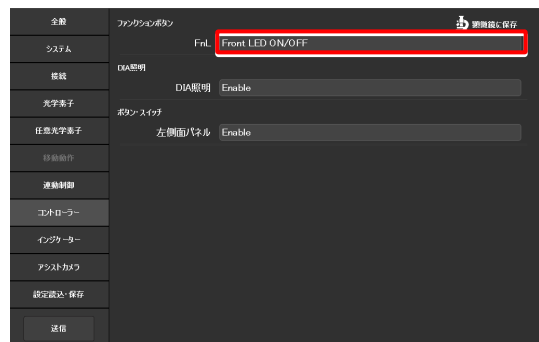 全般
システム
接続
光学素子
任意光学素子
移動動作
連動制御
コントローラー
インジケーター
アシストカメラ
設定読込・保存
送信
ファンクションボタン
顕微鏡に保存
FnL Front LED ON/OFF
DIA照明
DIA照明 Enable
ボタン・スイッチ
左側面パネル Enable